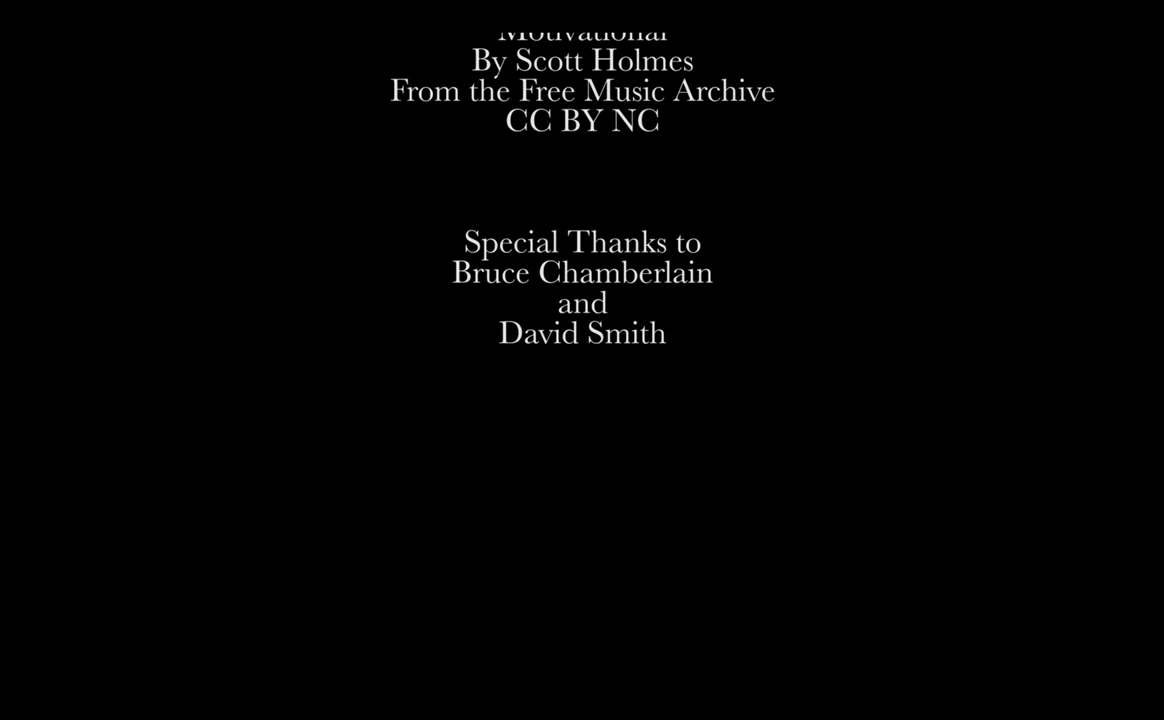 Motivational
By Scott Holmes
From the Free Music Archive
CC BY NC
Special Thanks to
Bruce Chamberlain
and
David Smith